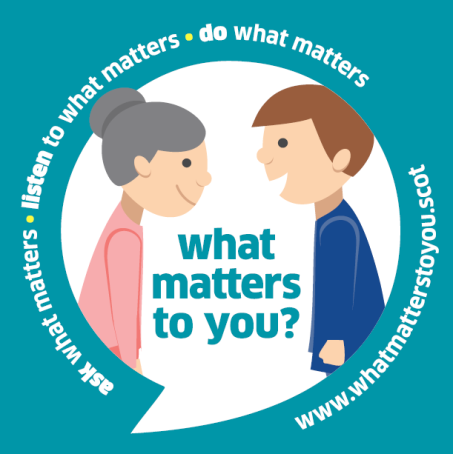 ask what matters • listen to what matters • do what matters
what
matters
to you?
www.whatmatterstoyou.scot